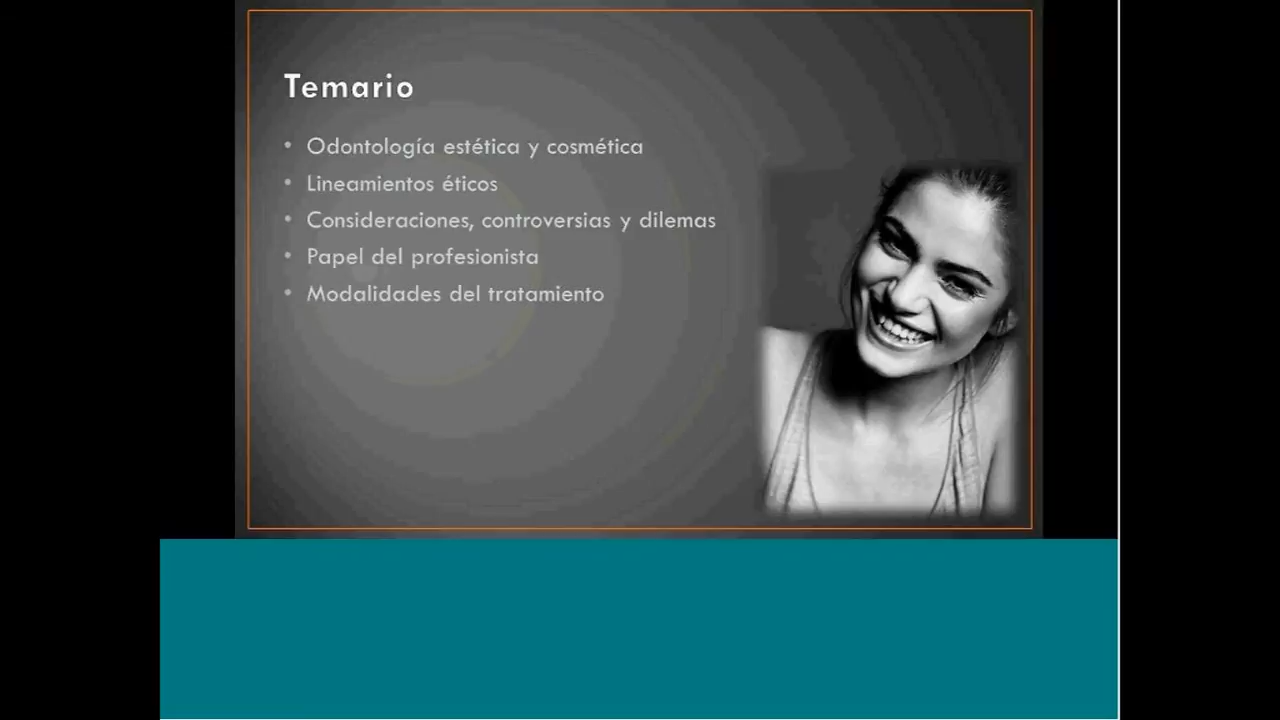 Temario
• Odontología estética y cosmética
• Lineamientos éticos
• Consideraciones, controversias y dilemas
• Papel del profesionista
• Modalidades del tratamiento